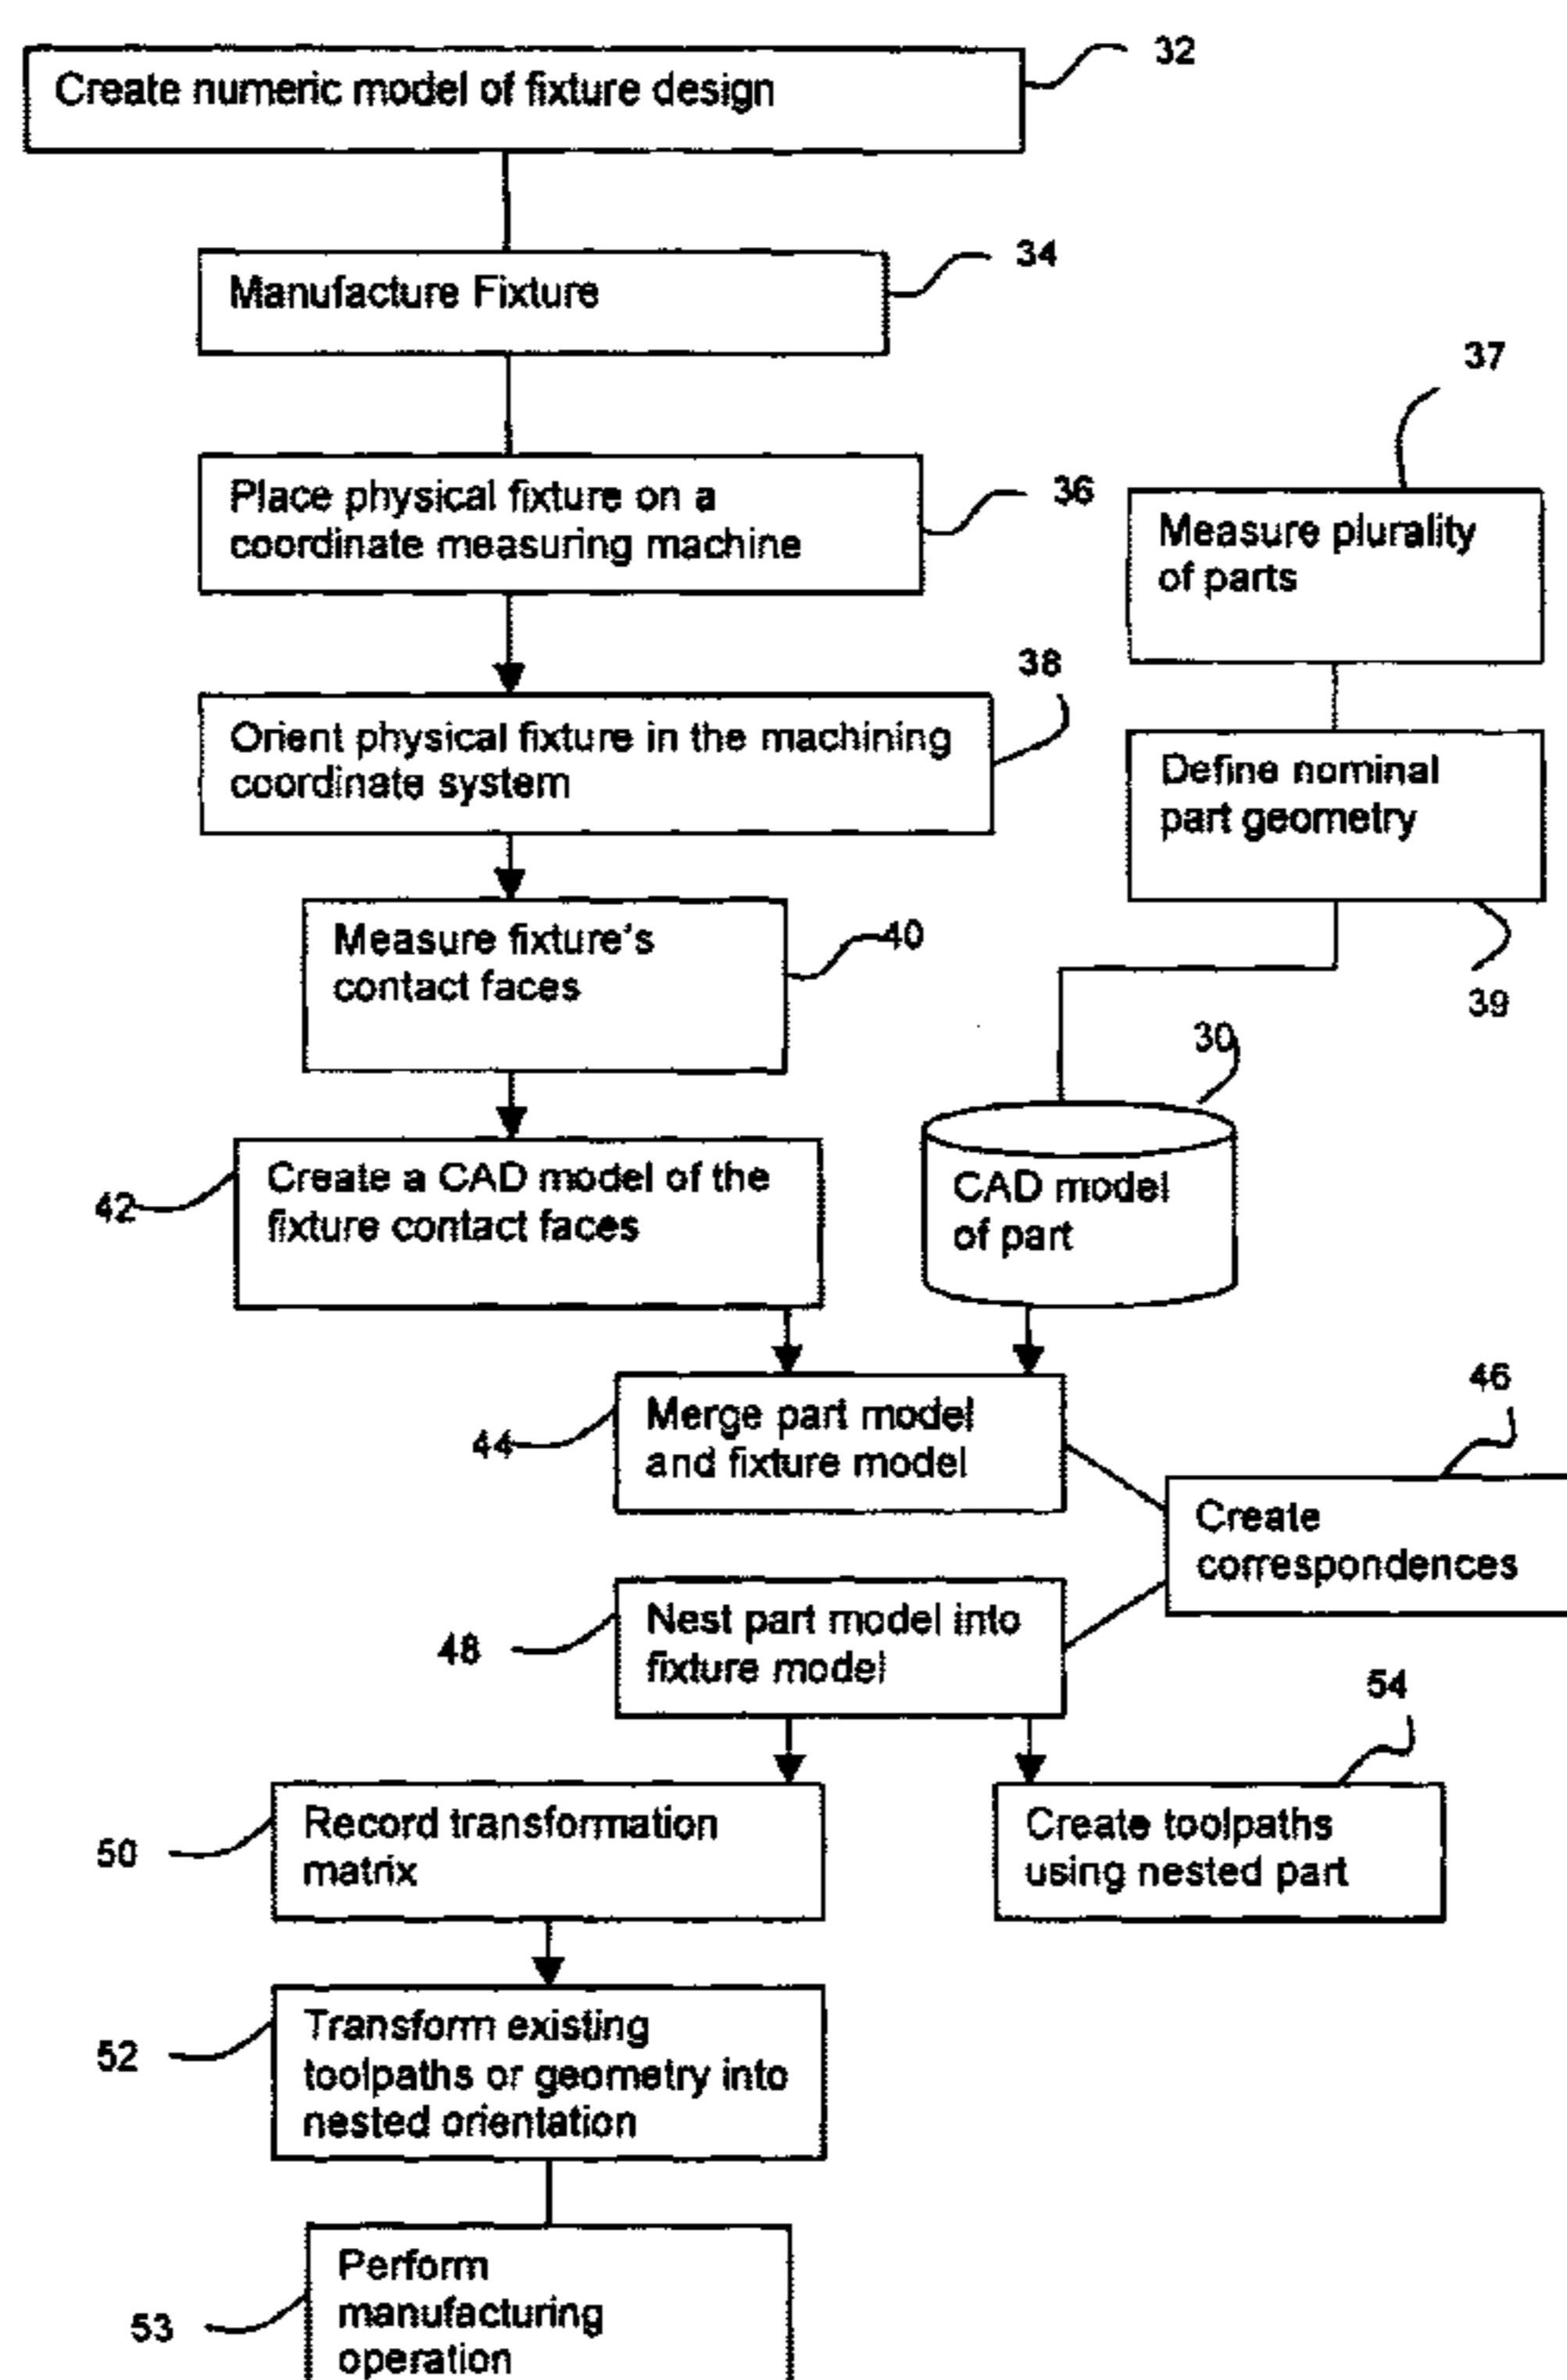 32
Create numeric model of fixture design
34
Manufacture Fixture
37
Place physical fixture on a
coordinate measuring machine
36
Measure plurality
of parts
38
Orient physical fixture in the machining
coordinate system
Define nominal
part geometry
39
Measure fixture's
contact faces
40
30
42
Create a CAD model of the
fixture contact faces
CAD model
of part
44
Merge part model
and fixture model
46
Create
correspondences
48
Nest part model into
fixture model
54
50
Record transformation
matrix
Create toolpaths
using nested part
52
Transform existing
toolpaths or geometry into
nested orientation
53
Perform
manufacturing
operation